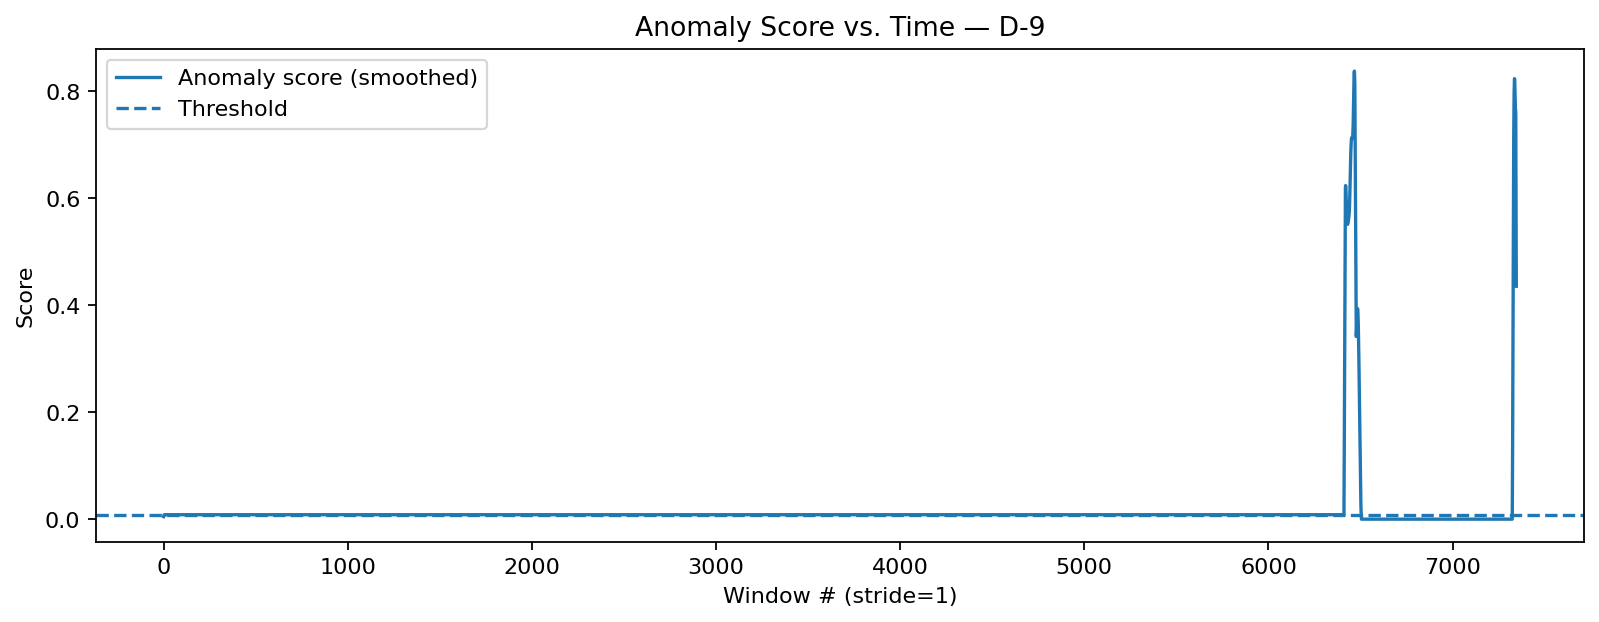 Anomaly Score vs. Time — D-9
Anomaly score (smoothed)
Threshold
Score
0.8
0.6
0.4
0.2
0.0
0 1000 2000 3000 4000 5000 6000 7000
Window # (stride=1)